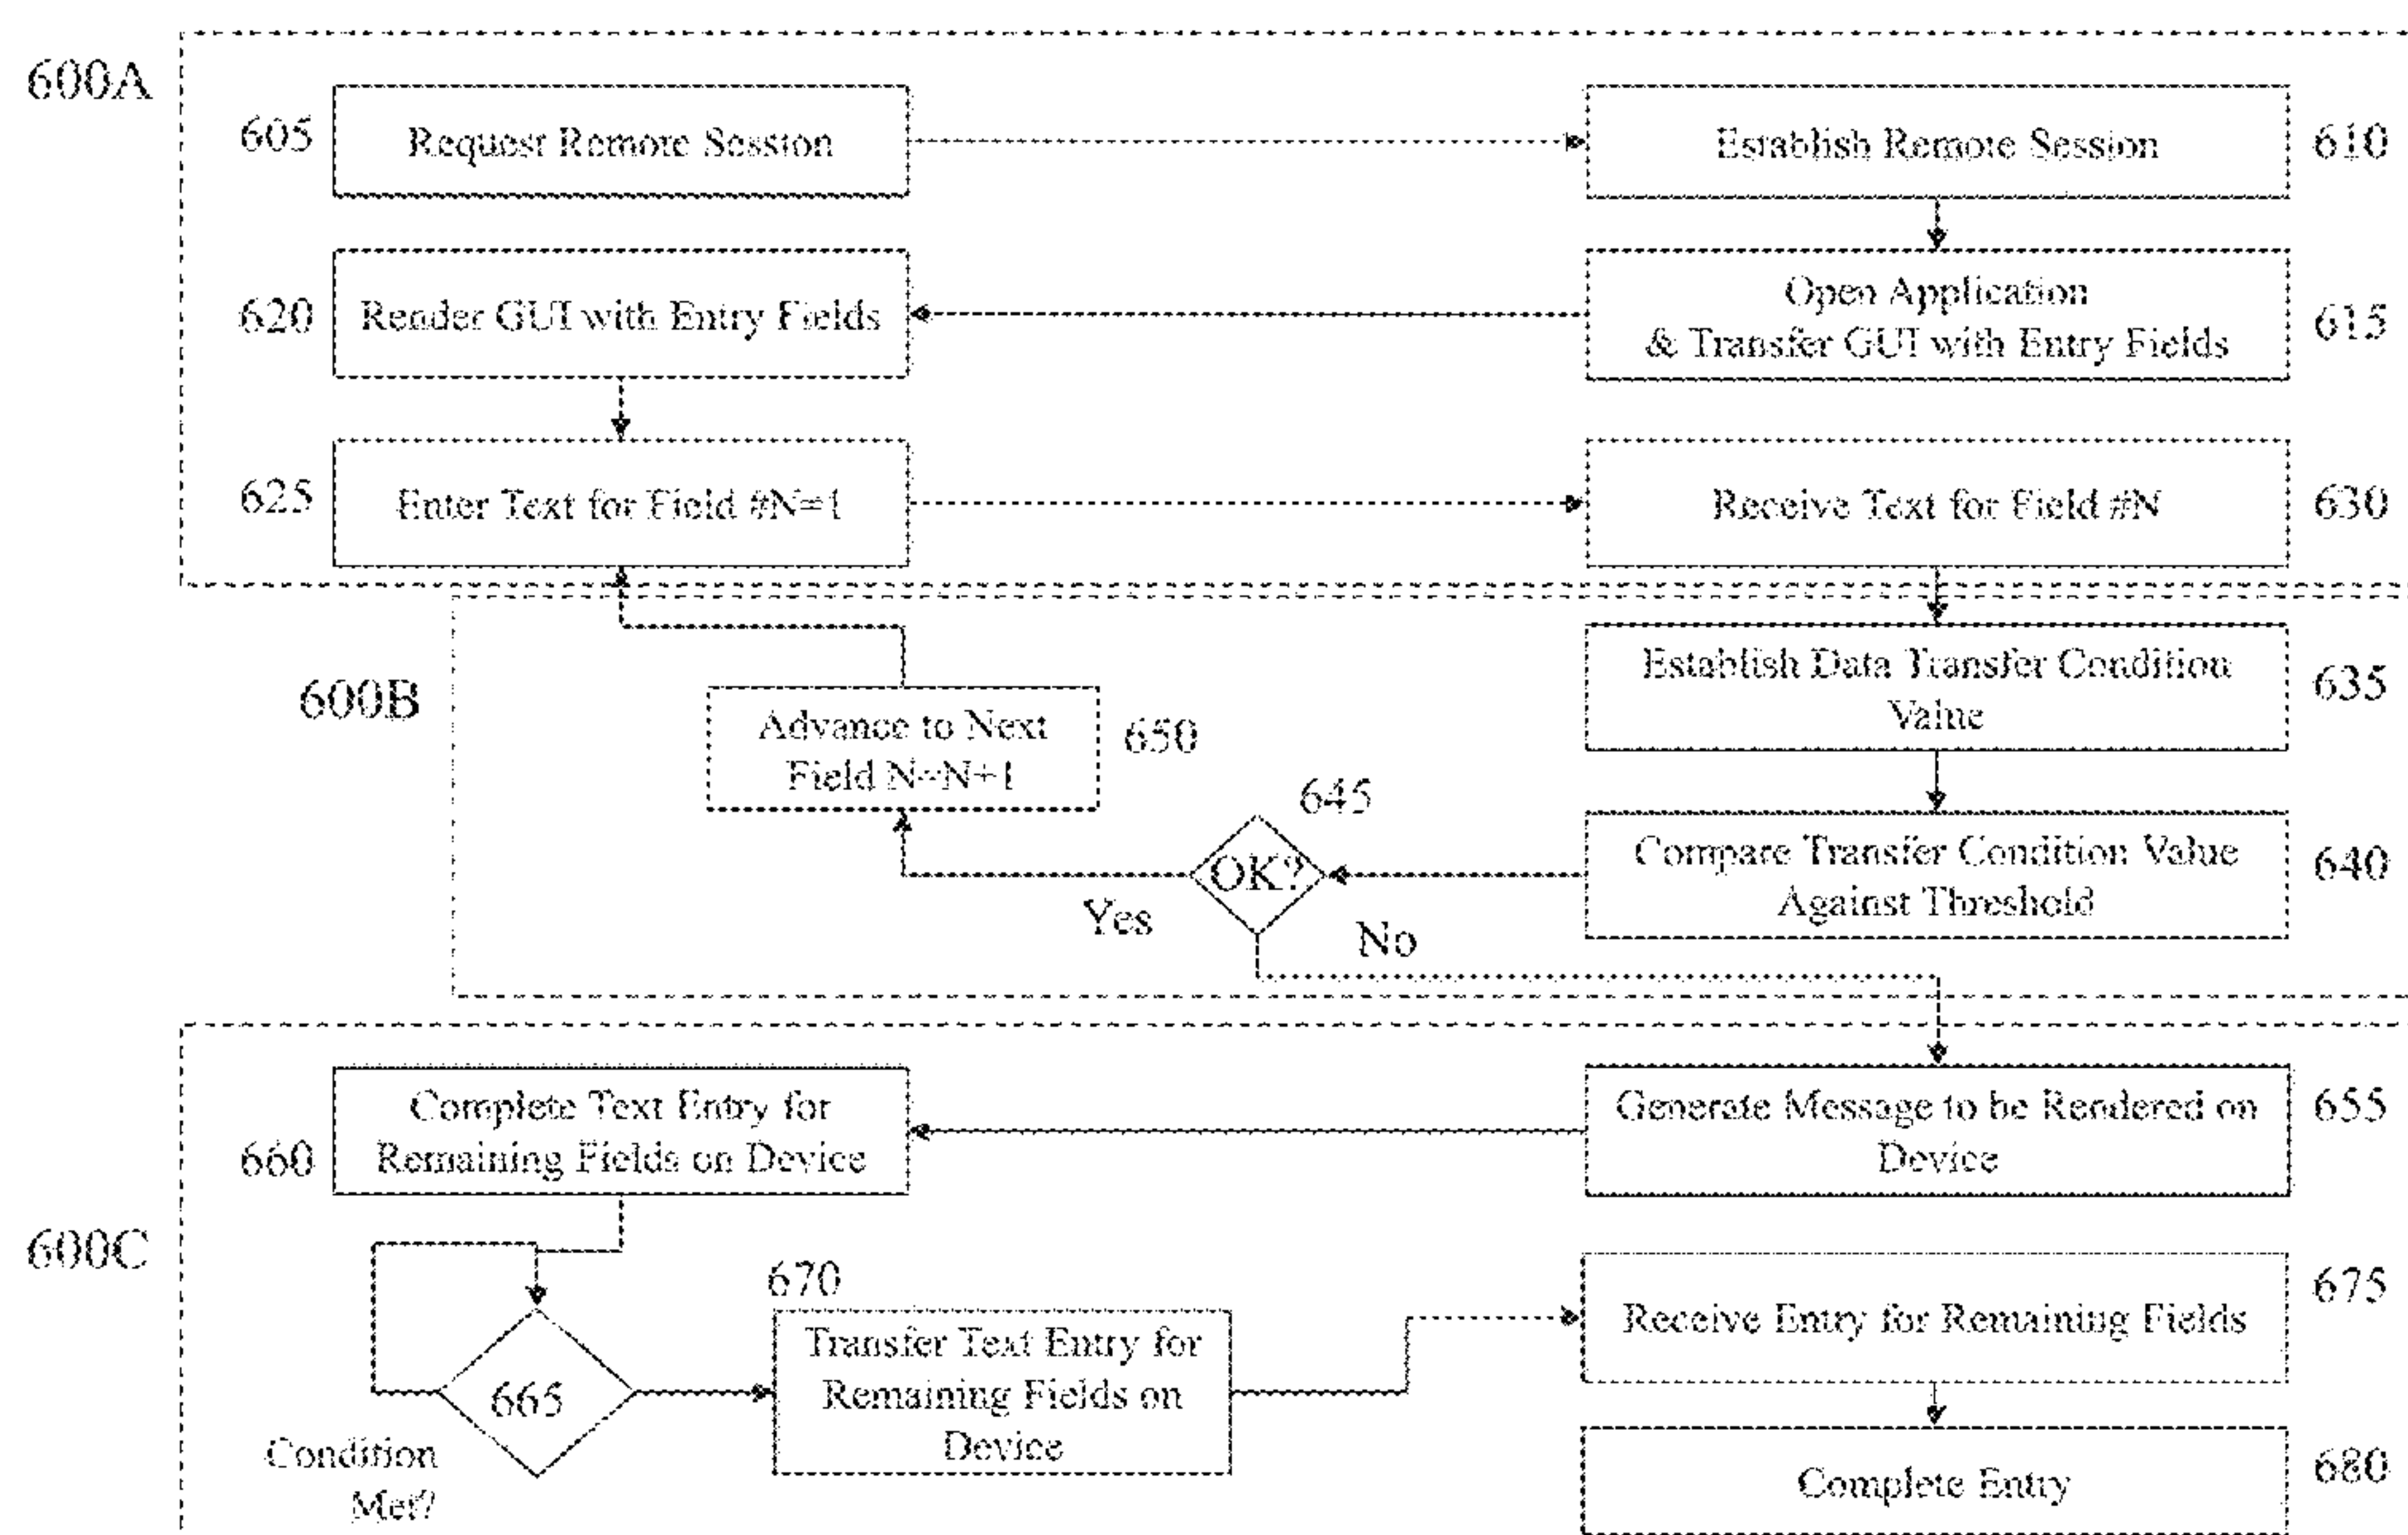 600A
605
Request Remote Session
Establish Remote Session
610
620
Render GUI with Entry Fields
Open Application
& Transfer GUI with Entry Fields
615
625
Enter Text for Field #N=1
Receive Text for Field #N
630
600B
Establish Data Transfer Condition
Value
635
Advance to Next
Field N=N+1
650
645
OK?
Yes
No
Compare Transfer Condition Value
Against Threshold
640
600C
660
Complete Text Entry for
Remaining Fields on Device
Generate Message to be Rendered on
Device
655
665
Condition
Met?
670
Transfer Text Entry for
Remaining Fields on
Device
Receive Entry for Remaining Fields
675
Complete Entry
680